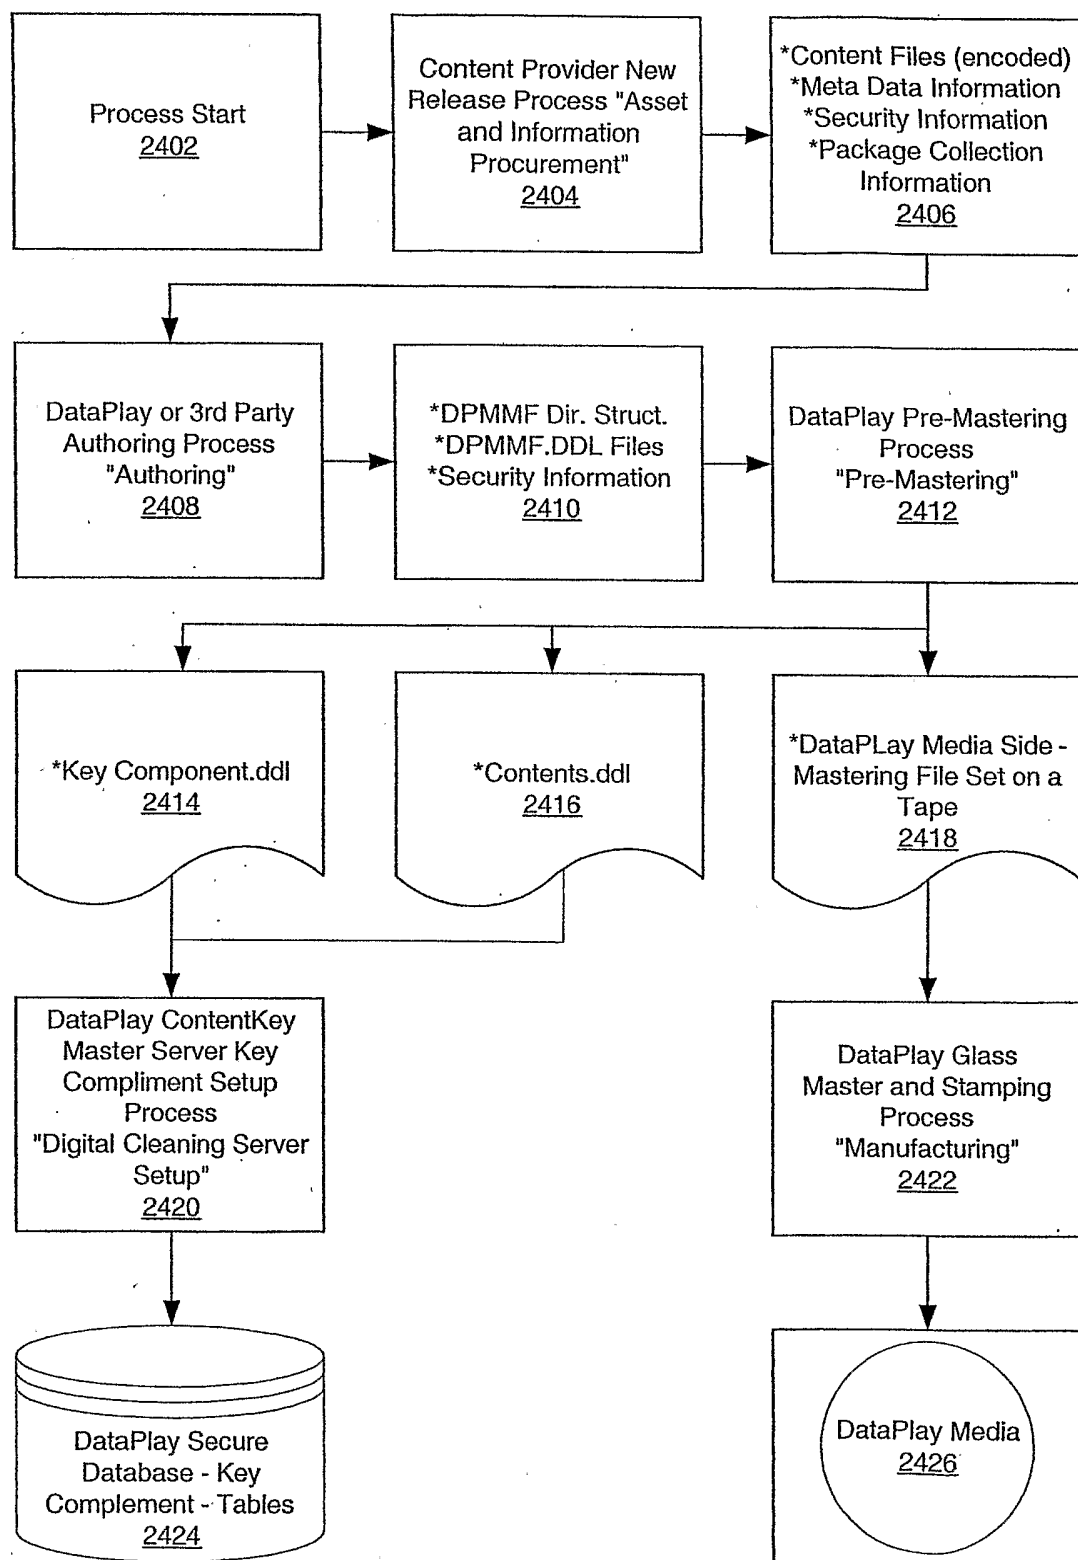 Process Start
2402
Content Provider New
Release Process "Asset
and Information
Procurement"
2404
*Content Files (encoded)
*Meta Data Information
*Security Information
*Package Collection
Information
2406
DataPlay or 3rd Party
Authoring Process
"Authoring"
2408
*DPMMF Dir. Struct.
*DPMMF.DDL Files
*Security Information
2410
DataPlay Pre-Mastering
Process
"Pre-Mastering"
2412
*Key Component.ddl
2414
*Contents.ddl
2416
*DataPLay Media Side -
Mastering File Set on a
Tape
2418
DataPlay ContentKey
Master Server Key
Compliment Setup
Process
"Digital Cleaning Server
Setup"
2420
DataPlay Glass
Master and Stamping
Process
"Manufacturing"
2422
DataPlay Secure
Database - Key
Complement - Tables
2424
DataPlay Media
2426